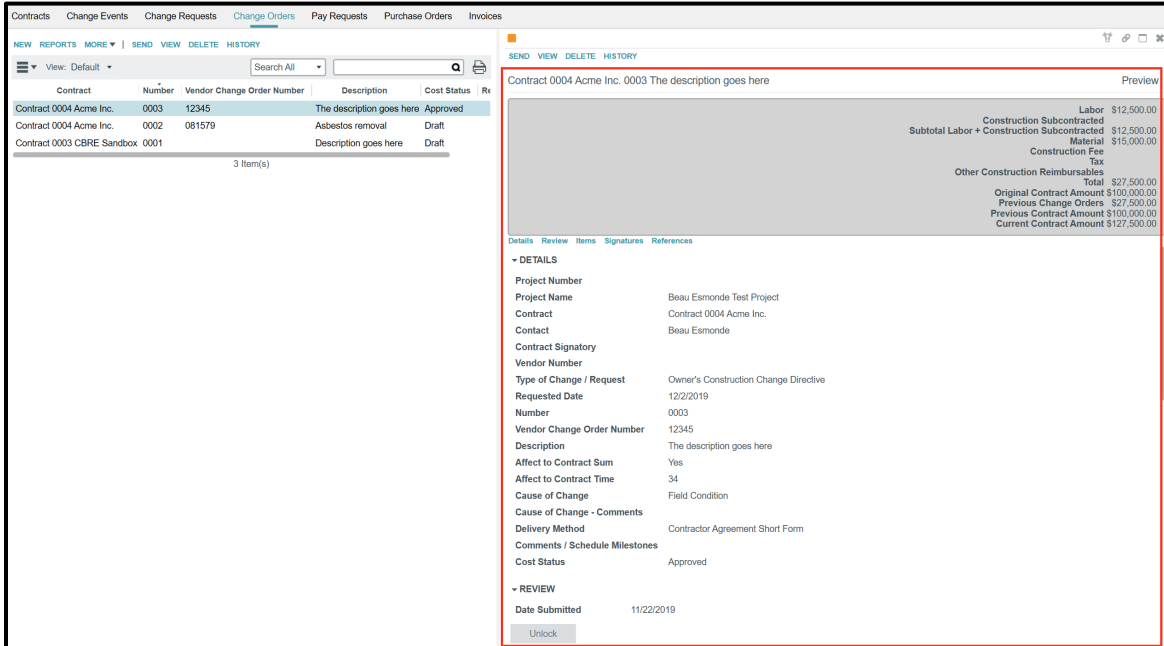 Contracts Change Events Change Requests Change Orders Pay Requests Purchase Orders Invoices
NEW REPORTS MORE | SEND VIEW DELETE HISTORY
View: Default Search All
Contract Number Vendor Change Order Number Description Cost Status Re
Contract 0004 Acme Inc. 0003 12345 The description goes here Approved
Contract 0004 Acme Inc. 0002 081579 Asbestos removal Draft
Contract 0003 CBRE Sandbox 0001 Description goes here Draft
3 Item(s)
SEND VIEW DELETE HISTORY
Contract 0004 Acme Inc. 0003 The description goes here Preview
Labor $12,500.00
Construction Subcontracted
Subtotal Labor + Construction Subcontracted $12,500.00
Material $15,000.00
Construction Fee
Tax
Other Construction Reimbursables
Total $27,500.00
Original Contract Amount $100,000.00
Previous Change Orders $27,500.00
Previous Contract Amount $100,000.00
Current Contract Amount $127,500.00
Details Review Items Signatures References
DETAILS
Project Number
Project Name Beau Esmonde Test Project
Contract Contract 0004 Acme Inc.
Contact Beau Esmonde
Contract Signatory
Vendor Number
Type of Change / Request Owner's Construction Change Directive
Requested Date 12/2/2019
Number 0003
Vendor Change Order Number 12345
Description The description goes here
Affect to Contract Sum Yes
Affect to Contract Time 34
Cause of Change Field Condition
Cause of Change - Comments
Delivery Method Contractor Agreement Short Form
Comments / Schedule Milestones
Cost Status Approved
REVIEW
Date Submitted 11/22/2019
Unlock